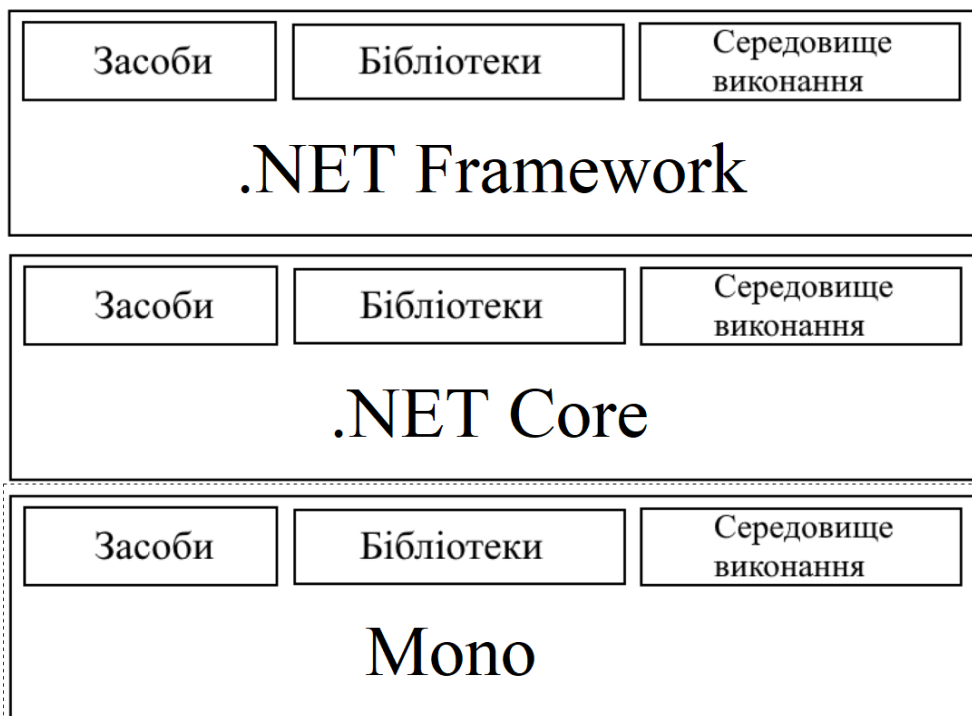 Засоби
Бібліотеки
Середовище
виконання
.NET Framework
Засоби
Бібліотеки
Середовище
виконання
.NET Core
Засоби
Бібліотеки
Середовище
виконання
Mono